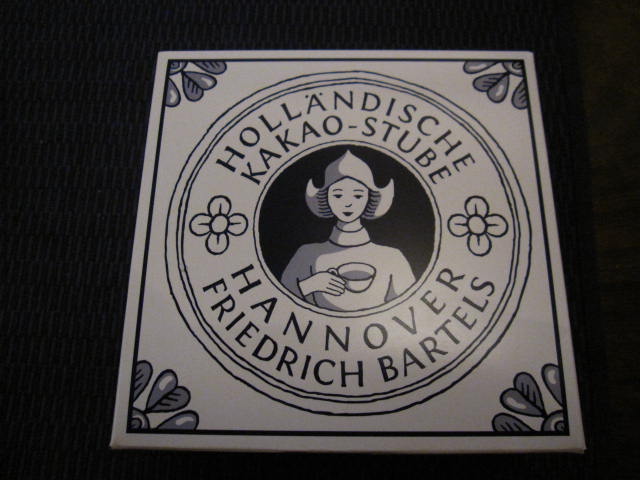 HOLLÄNDISCHE
KAKAO-STUBE
HANNOVER
FRIEDRICH BARTELS